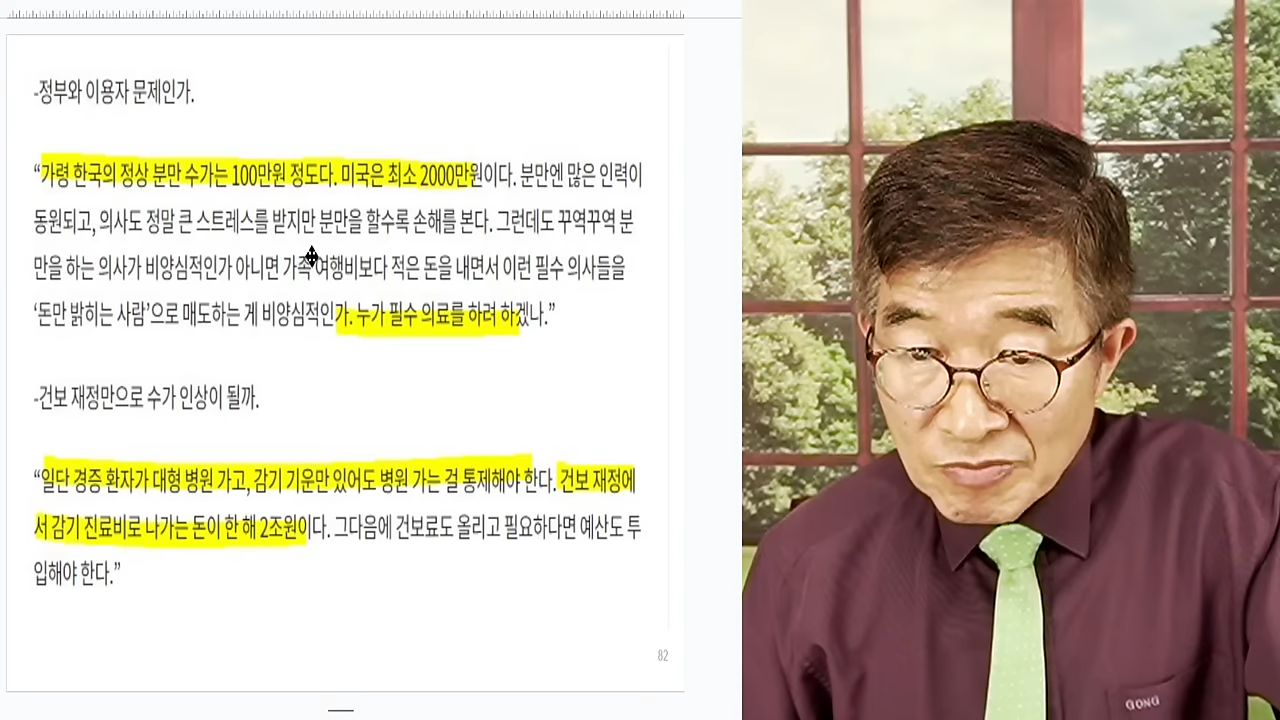 -정부와 이용자 문제인가.
“가령 한국의 정상 분만 수가는 100만원 정도다. 미국은 최소 2000만원이다. 분만엔 많은 인력이
동원되고, 의사도 정말 큰 스트레스를 받지만 분만을 할수록 손해를 본다. 그런데도 꾸역꾸역 분
만을 하는 의사가 비양심적인가 아니면 가족 여행비보다 적은 돈을 내면서 이런 필수 의사들을
‘돈만 밝히는 사람’으로 매도하는 게 비양심적인가. 누가 필수 의료를 하려 하겠나.”
-건보 재정만으로 수가 인상이 될까.
“일단 경증 환자가 대형 병원 가고, 감기 기운만 있어도 병원 가는 걸 통제해야 한다. 건보 재정에
서 감기 진료비로 나가는 돈이 한 해 2조원이다. 그다음에 건보료도 올리고 필요하다면 예산도 투
입해야 한다.”
82
GONG